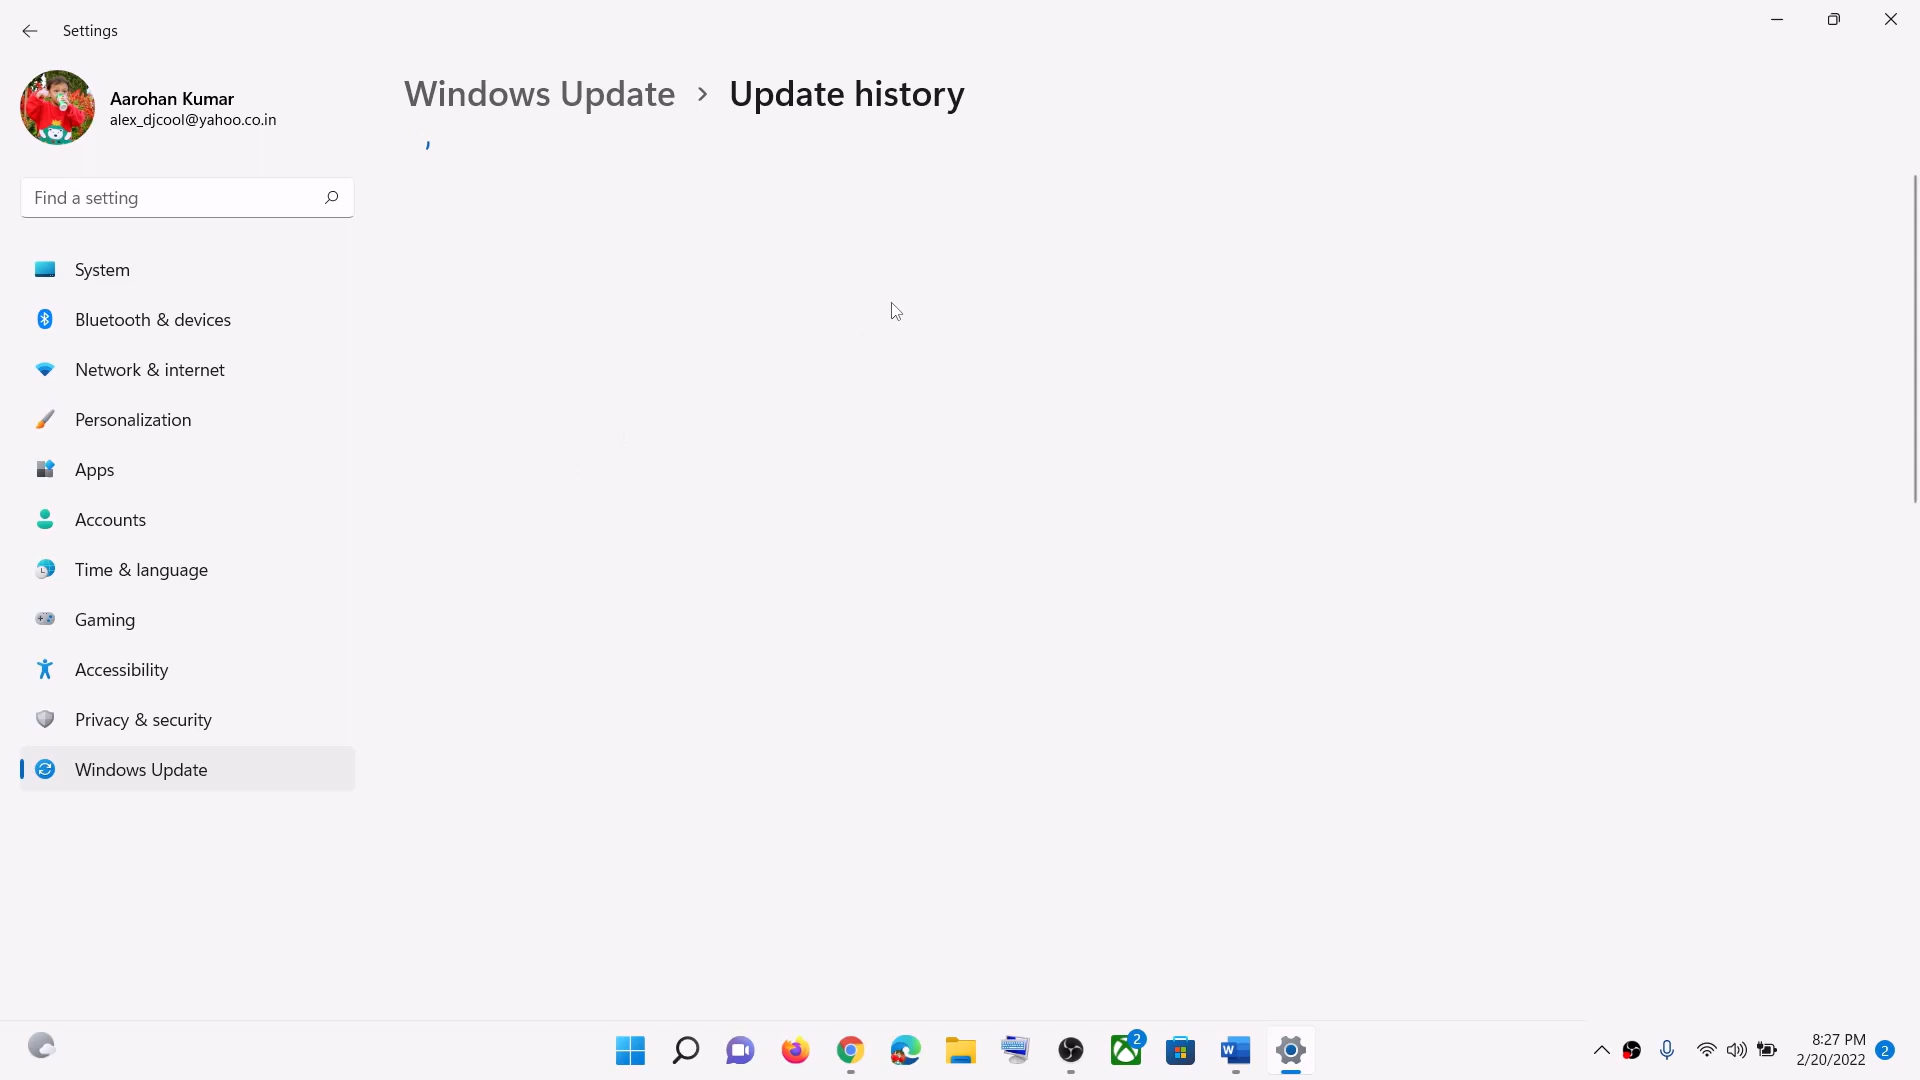 Settings
Aarohan Kumar
alex_djcool@yahoo.co.in
Windows Update > Update history
Find a setting
System
Bluetooth & devices
Network & internet
Personalization
Apps
Accounts
Time & language
Gaming
Accessibility
Privacy & security
Windows Update
2
W
8:27 PM
2/20/2022
2